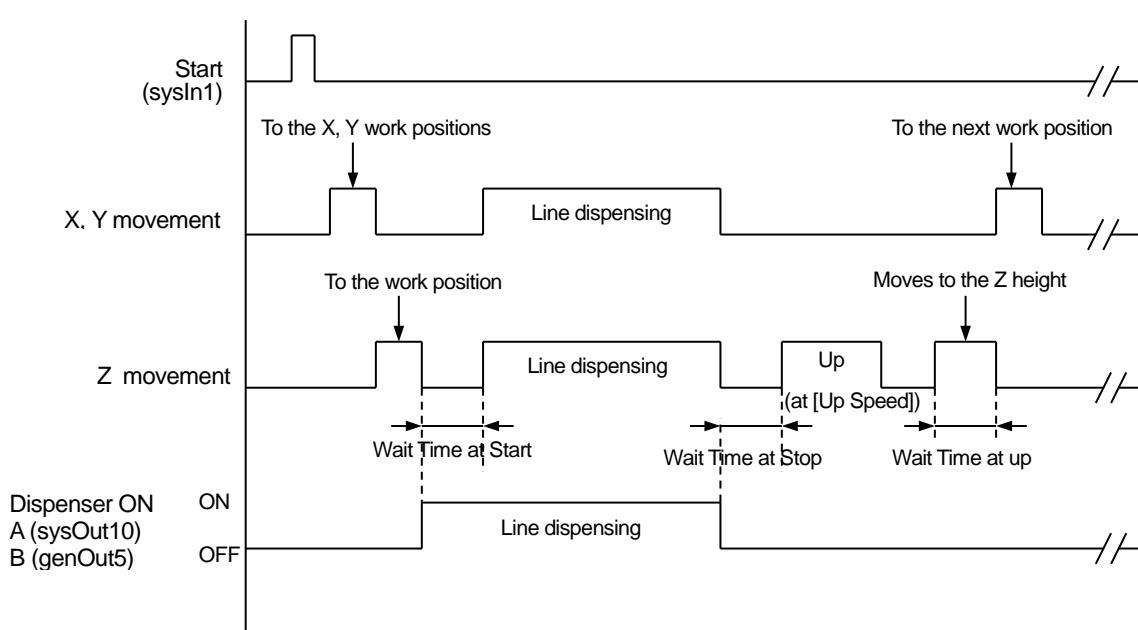 Start
(sysIn1)
To the X, Y work positions
To the next work position
X, Y movement
Line dispensing
To the work position
Moves to the Z height
Z movement
Line dispensing
Up
(at [Up Speed])
Wait Time at Start
Wait Time at Stop
Wait Time at up
Dispenser ON
ON
A (sysOut10)
Line dispensing
B (genOut5)
OFF